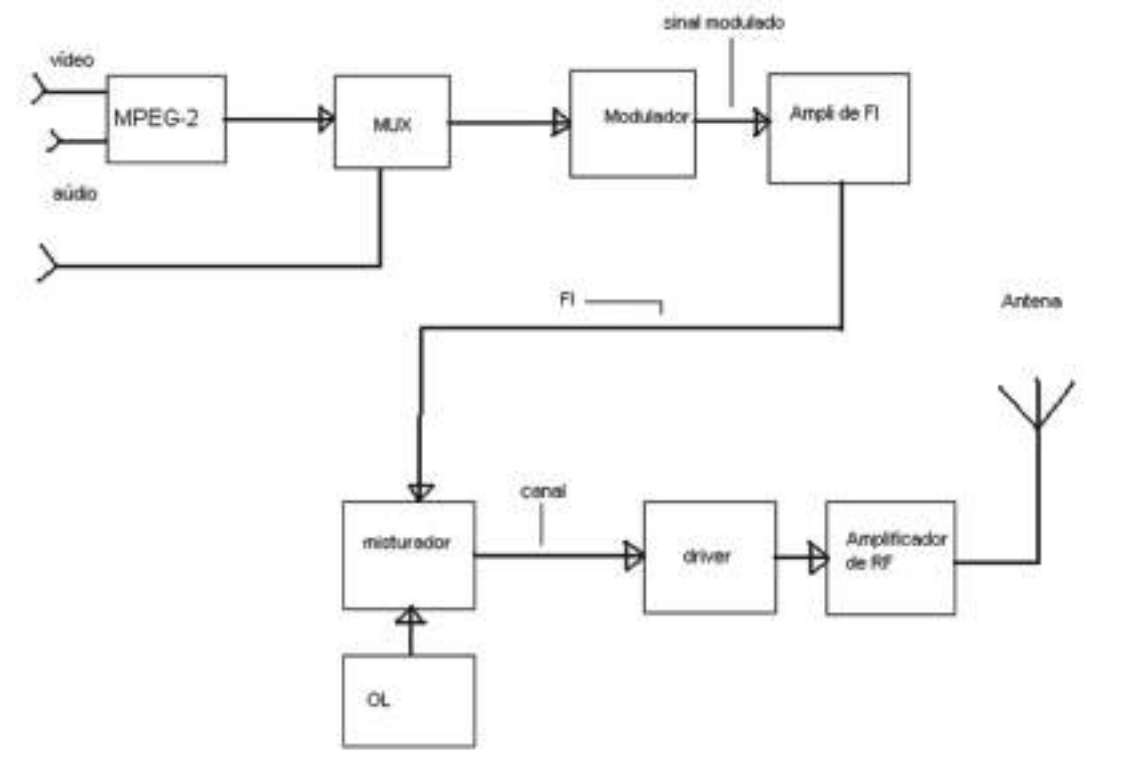 sinal modulado
vídeo
MPEG-2
MUX
Modulador
Ampli de FI
aúdio
FI
Antena
canal
misturador
driver
Amplificador
de RF
OL